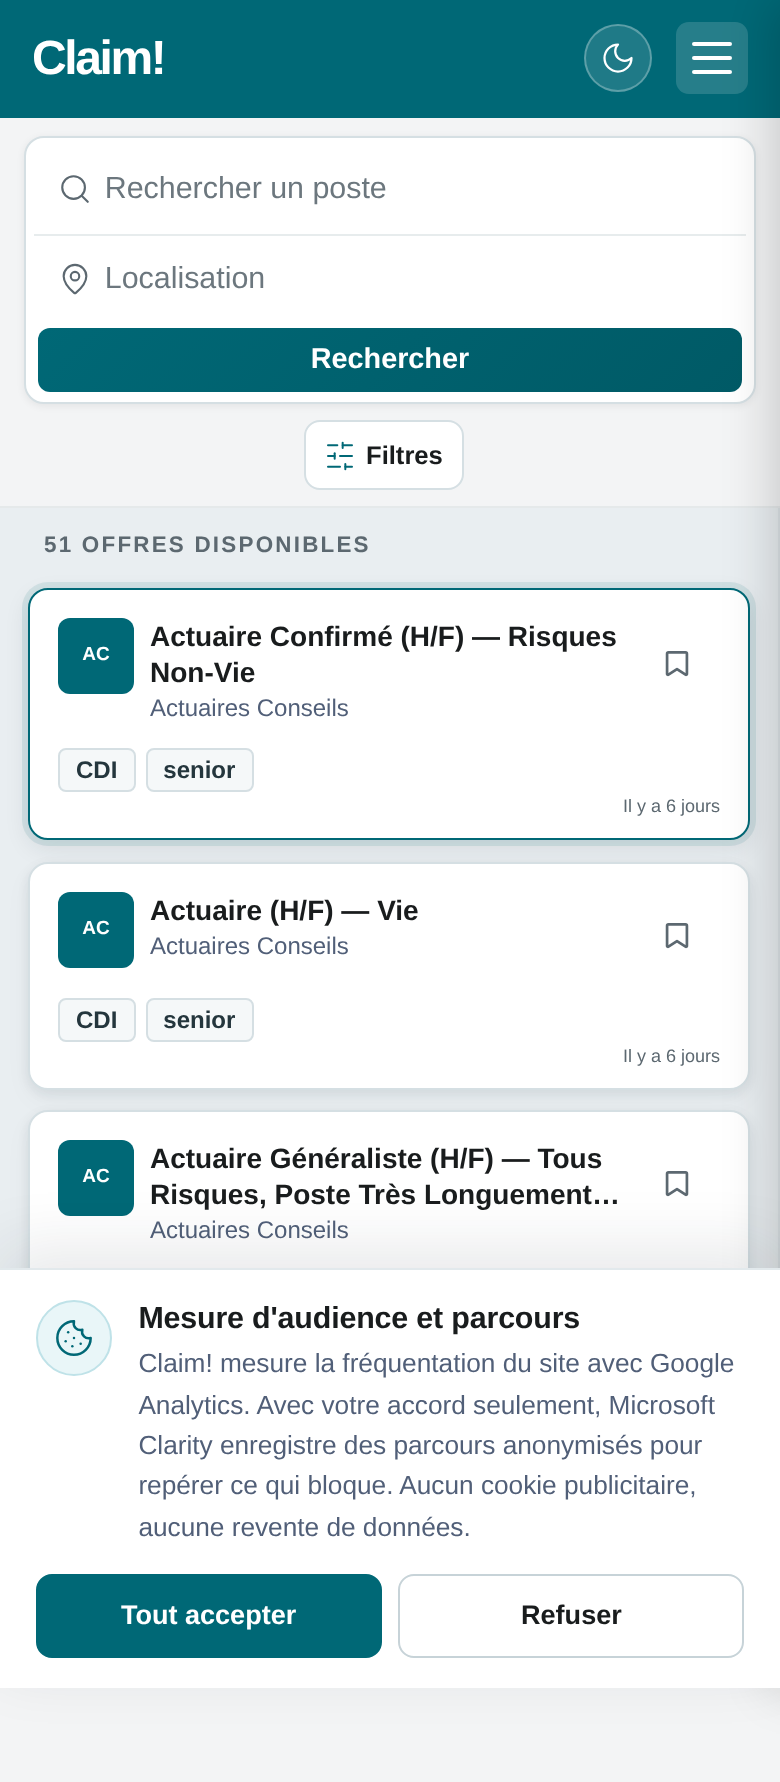 Claim!
Rechercher un poste
Localisation
Rechercher
Filtres
51 OFFRES DISPONIBLES
AC
Actuaire Confirmé (H/F) — Risques
Non-Vie
Actuaires Conseils
CDI
senior
Il y a 6 jours
AC
Actuaire (H/F) — Vie
Actuaires Conseils
CDI
senior
Il y a 6 jours
AC
Actuaire Généraliste (H/F) — Tous
Risques, Poste Très Longuement…
Actuaires Conseils
Mesure d'audience et parcours
Claim! mesure la fréquentation du site avec Google
Analytics. Avec votre accord seulement, Microsoft
Clarity enregistre des parcours anonymisés pour
repérer ce qui bloque. Aucun cookie publicitaire,
aucune revente de données.
Tout accepter
Refuser